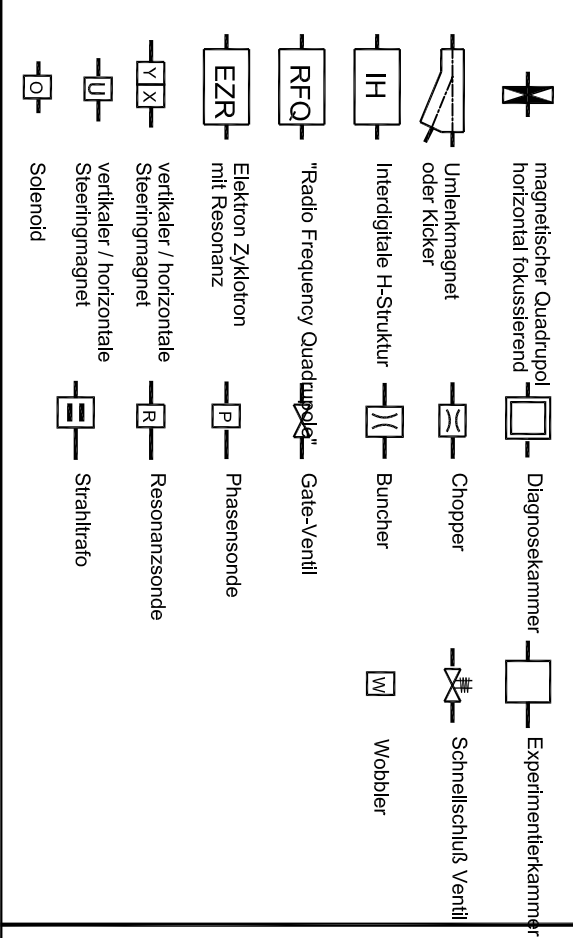 magnetischer Quadrupol
horizontal fokussierend
Umlenkmagnet
oder Kicker
IH
Interdigitale H-Struktur
RFQ
"Radio Frequency Quadrupole"
EZR
Elektron Zyklotron
mit Resonanz
Y X
vertikaler / horizontale
Steeringmagnet
U
vertikaler / horizontale
Steeringmagnet
O
Solenoid
Diagnosekammer
Chopper
Buncher
Gate-Ventil
P
Phasensonde
R
Resonanzsonde
Strahltrafo
Experimentierkammer
Schnellschluß Ventil
W
Wobbler